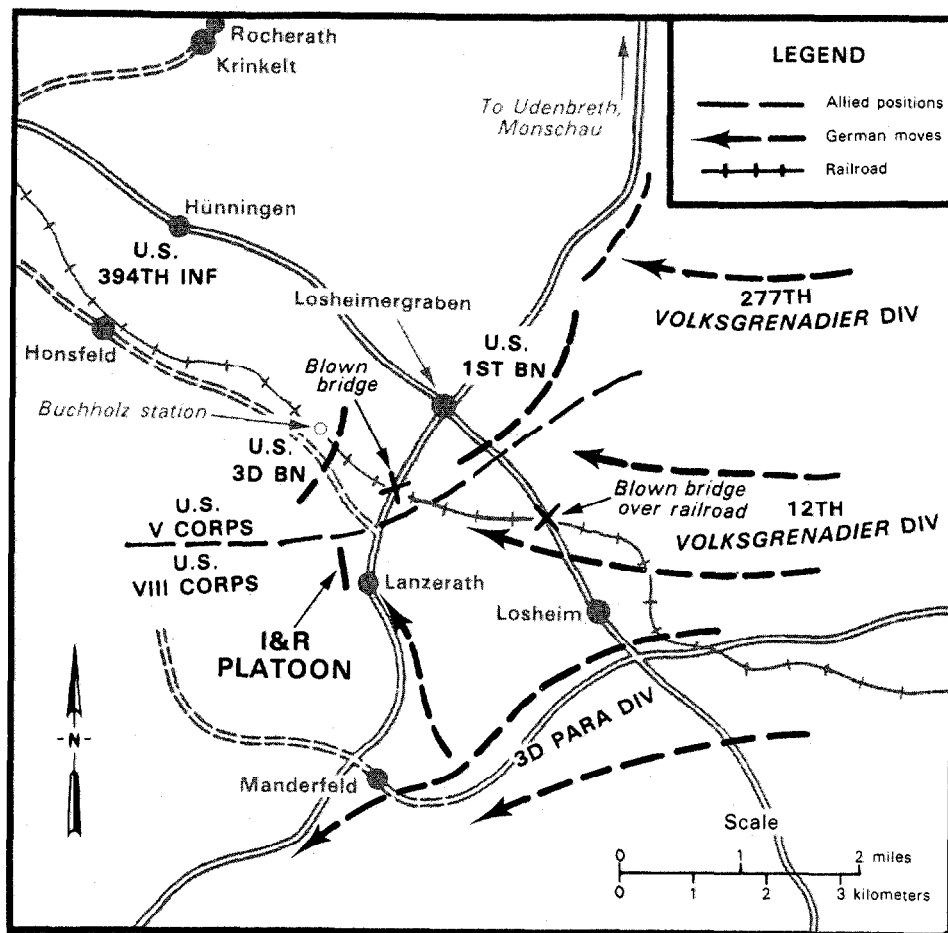 Rocherath
Krinkelt
To Udenbreth,
Monschau
LEGEND
Allied positions
German moves
Railroad
Hünningen
U.S.
394TH INF
Losheimergraben
277TH
VOLKSGRENADIER DIV
Honsfeld
Blown
bridge
U.S.
1ST BN
Buchholz station
U.S.
3D BN
Blown bridge
over railroad
12TH
VOLKSGRENADIER DIV
U.S.
V CORPS
U.S.
VIII CORPS
Lanzerath
Losheim
I&R
PLATOON
N
3D PARA DIV
Manderfeld
Scale
0 1 2 miles
0 1 2 3 kilometers